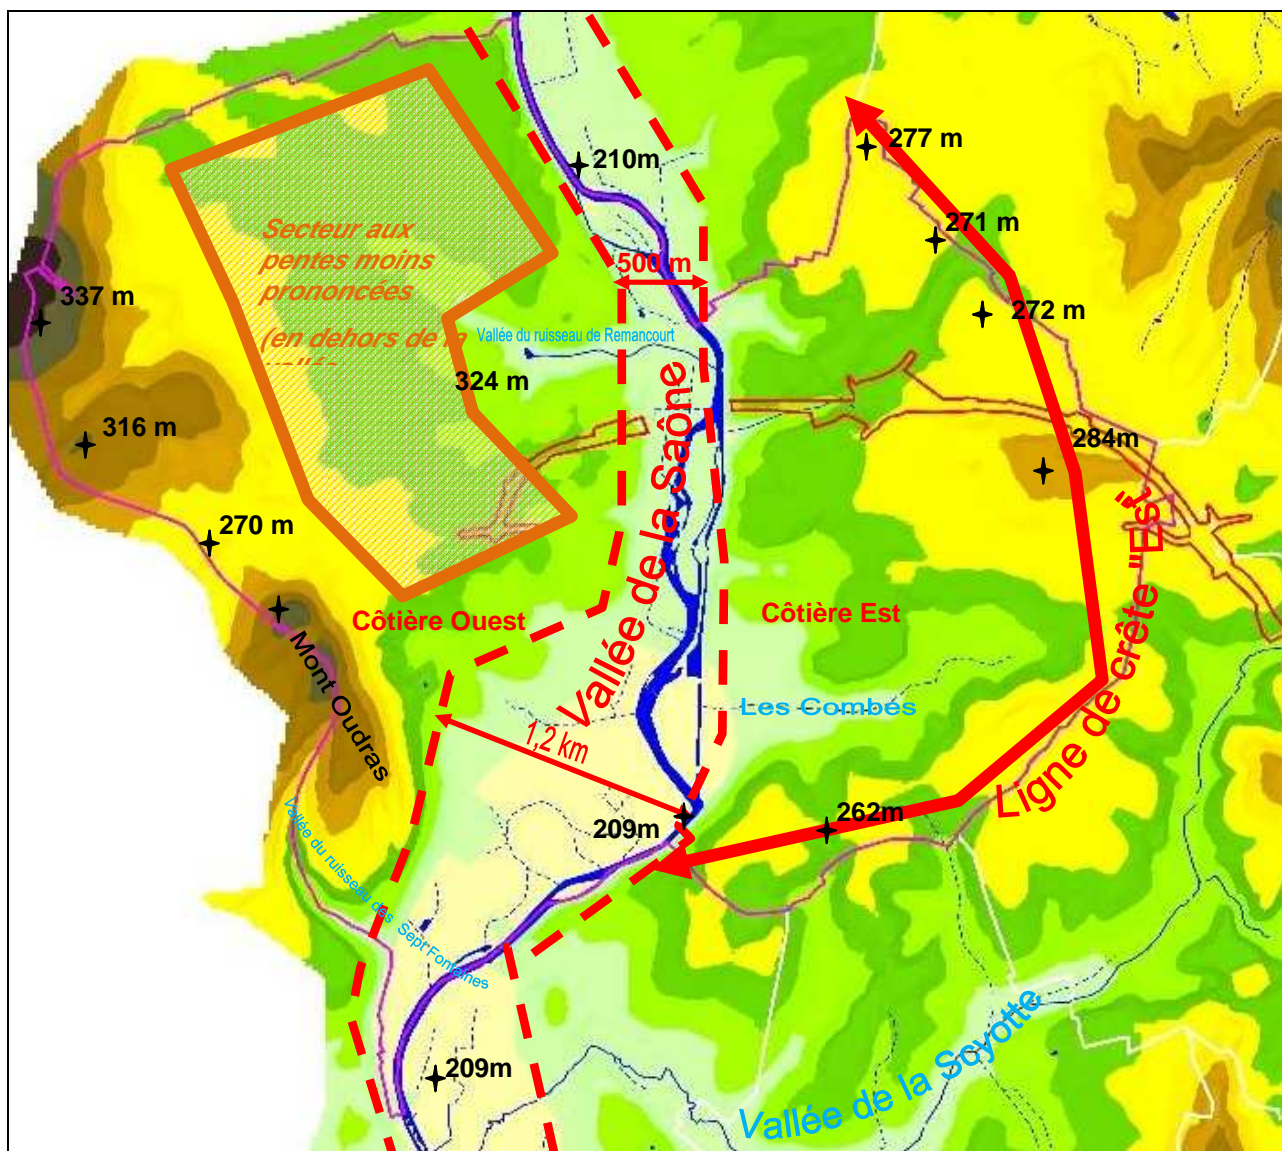 277 m
210m
271 m
Secteur aux
pentes moins
prononcées
(en dehors de la
500 m
337 m
272 m
Vallée du ruisseau de Remancourt
324 m
316 m
284m
Vallée de la Saône
270 m
Ligne de crête "Est"
Côtière Ouest
Côtière Est
Mont Oudras
Les Combes
1,2 km
209m
262m
Vallée du ruisseau des Sept Fontaines
Vallée de la Scyotte
209m